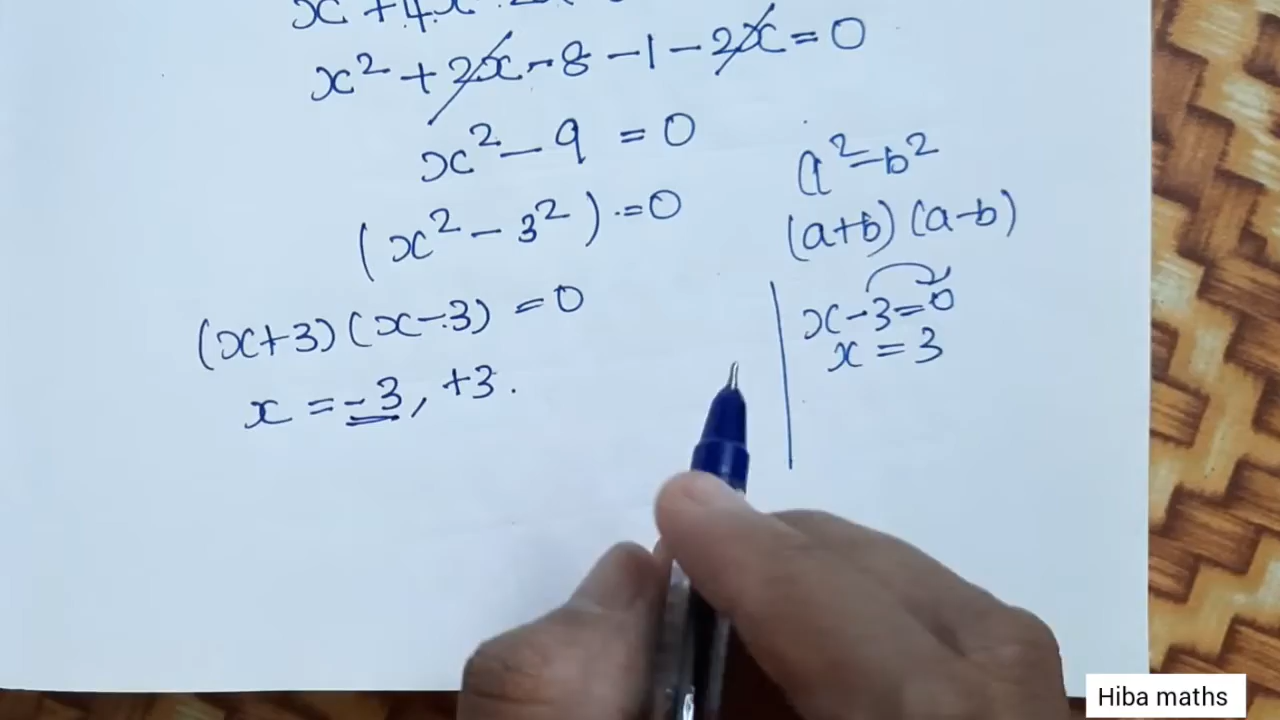 x + 4x
x² + 2x - 8 - 1 - 2x = 0
x² - 9 = 0
(x² - 3²) = 0
(x+3)(x-3) = 0
x = -3, +3.
a² - b²
(a+b)(a-b)
x - 3 = 0
x = 3
Hiba maths